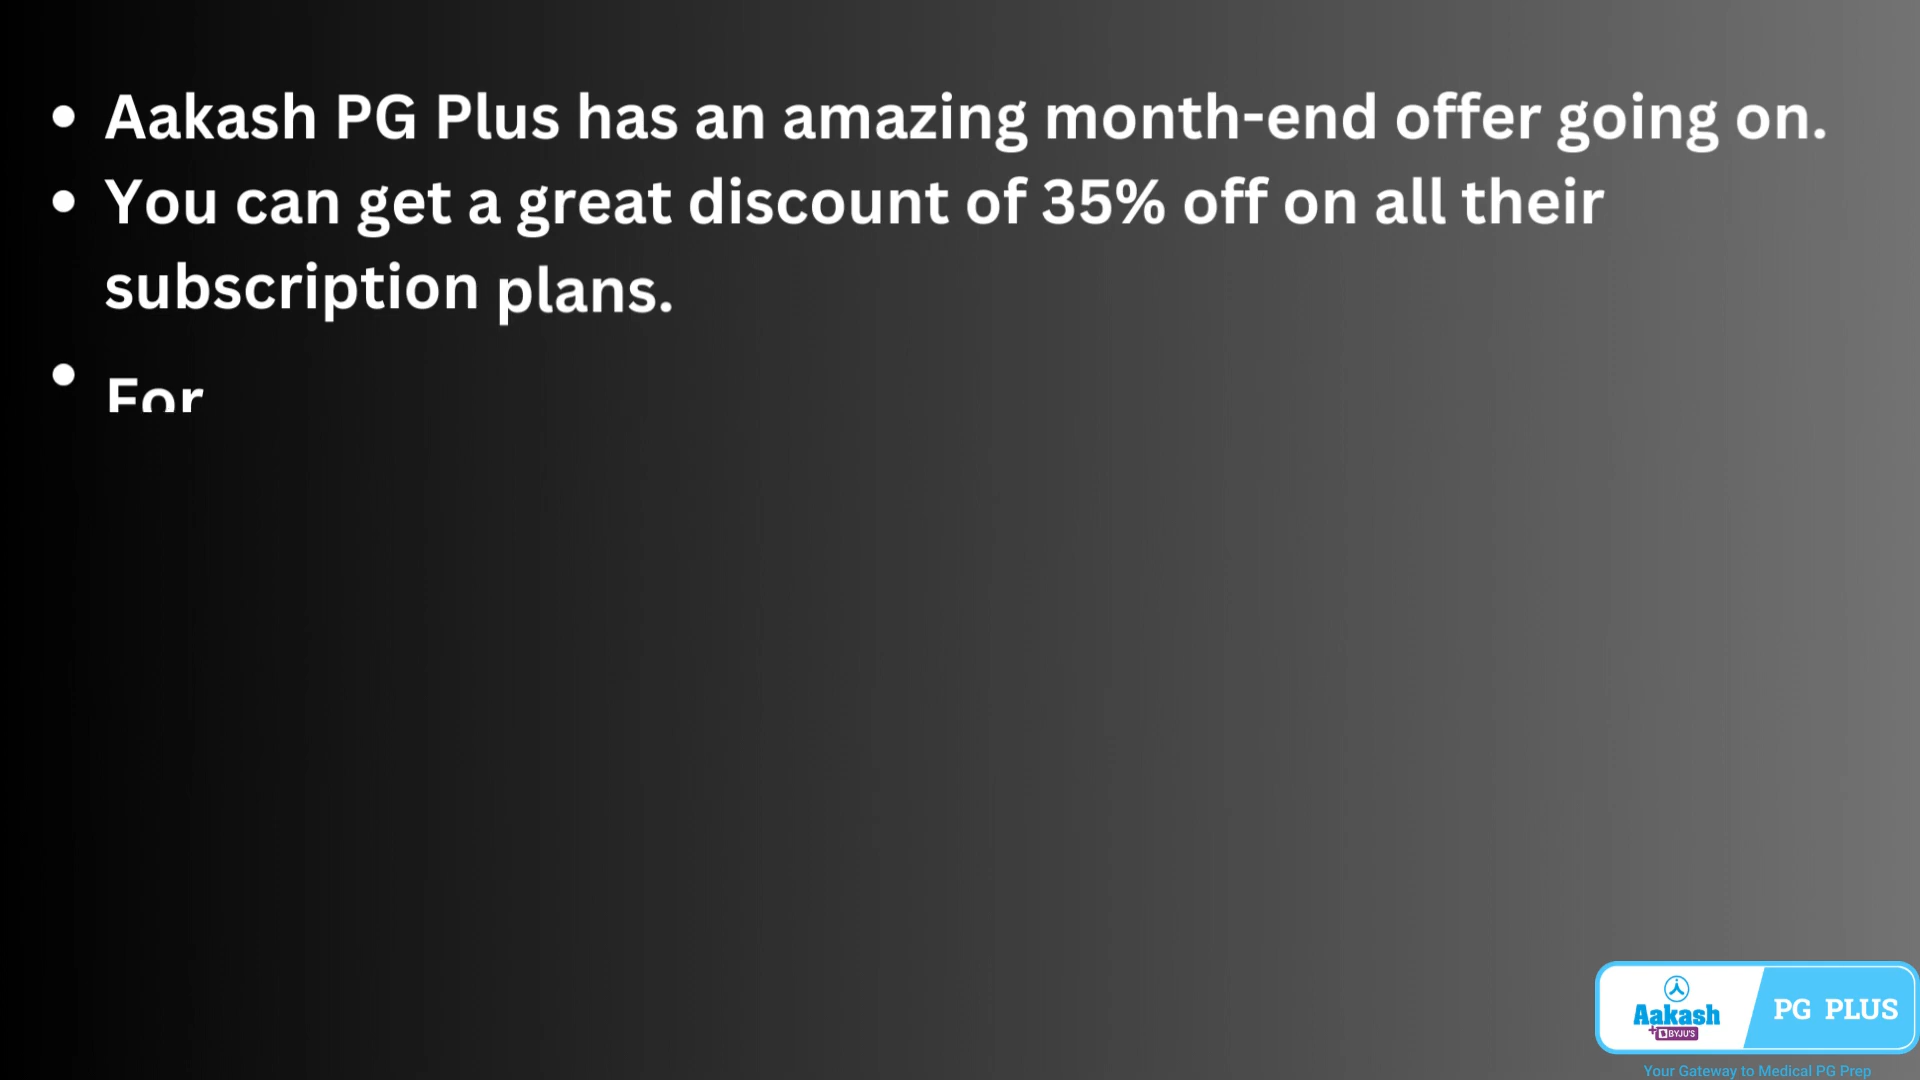 • Aakash PG Plus has an amazing month-end offer going on.
• You can get a great discount of 35% off on all their
subscription plans.
• For
Aakash
+ BYJU'S
PG PLUS
Your Gateway to Medical PG Prep